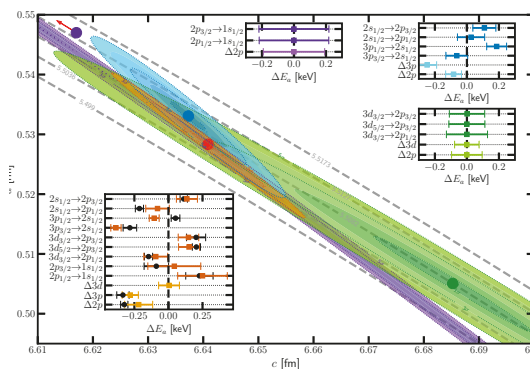 0.55
0.54
0.53
0.52
0.51
0.50
6.61
6.62
6.63
6.64
6.65
6.66
6.67
6.68
6.69
c [fm]
5.5036
5.499
5.5173
2p₃/₂→1s₁/₂
2p₁/₂→1s₁/₂
Δ2p
−0.2
0.0
0.2
ΔEₐ [keV]
2s₁/₂→2p₃/₂
2s₁/₂→2p₁/₂
3p₁/₂→2s₁/₂
3p₃/₂→2s₁/₂
Δ3p
Δ2p
−0.2
0.0
0.2
ΔEₐ [keV]
3d₃/₂→2p₃/₂
3d₅/₂→2p₃/₂
3d₃/₂→2p₁/₂
Δ3d
Δ2p
−0.2
0.0
0.2
ΔEₐ [keV]
2s₁/₂→2p₃/₂
2s₁/₂→2p₁/₂
3p₁/₂→2s₁/₂
3p₃/₂→2s₁/₂
3d₃/₂→2p₃/₂
3d₅/₂→2p₃/₂
3d₃/₂→2p₁/₂
2p₃/₂→1s₁/₂
2p₁/₂→1s₁/₂
Δ3d
Δ3p
Δ2p
−0.25
0.00
0.25
ΔEₐ [keV]